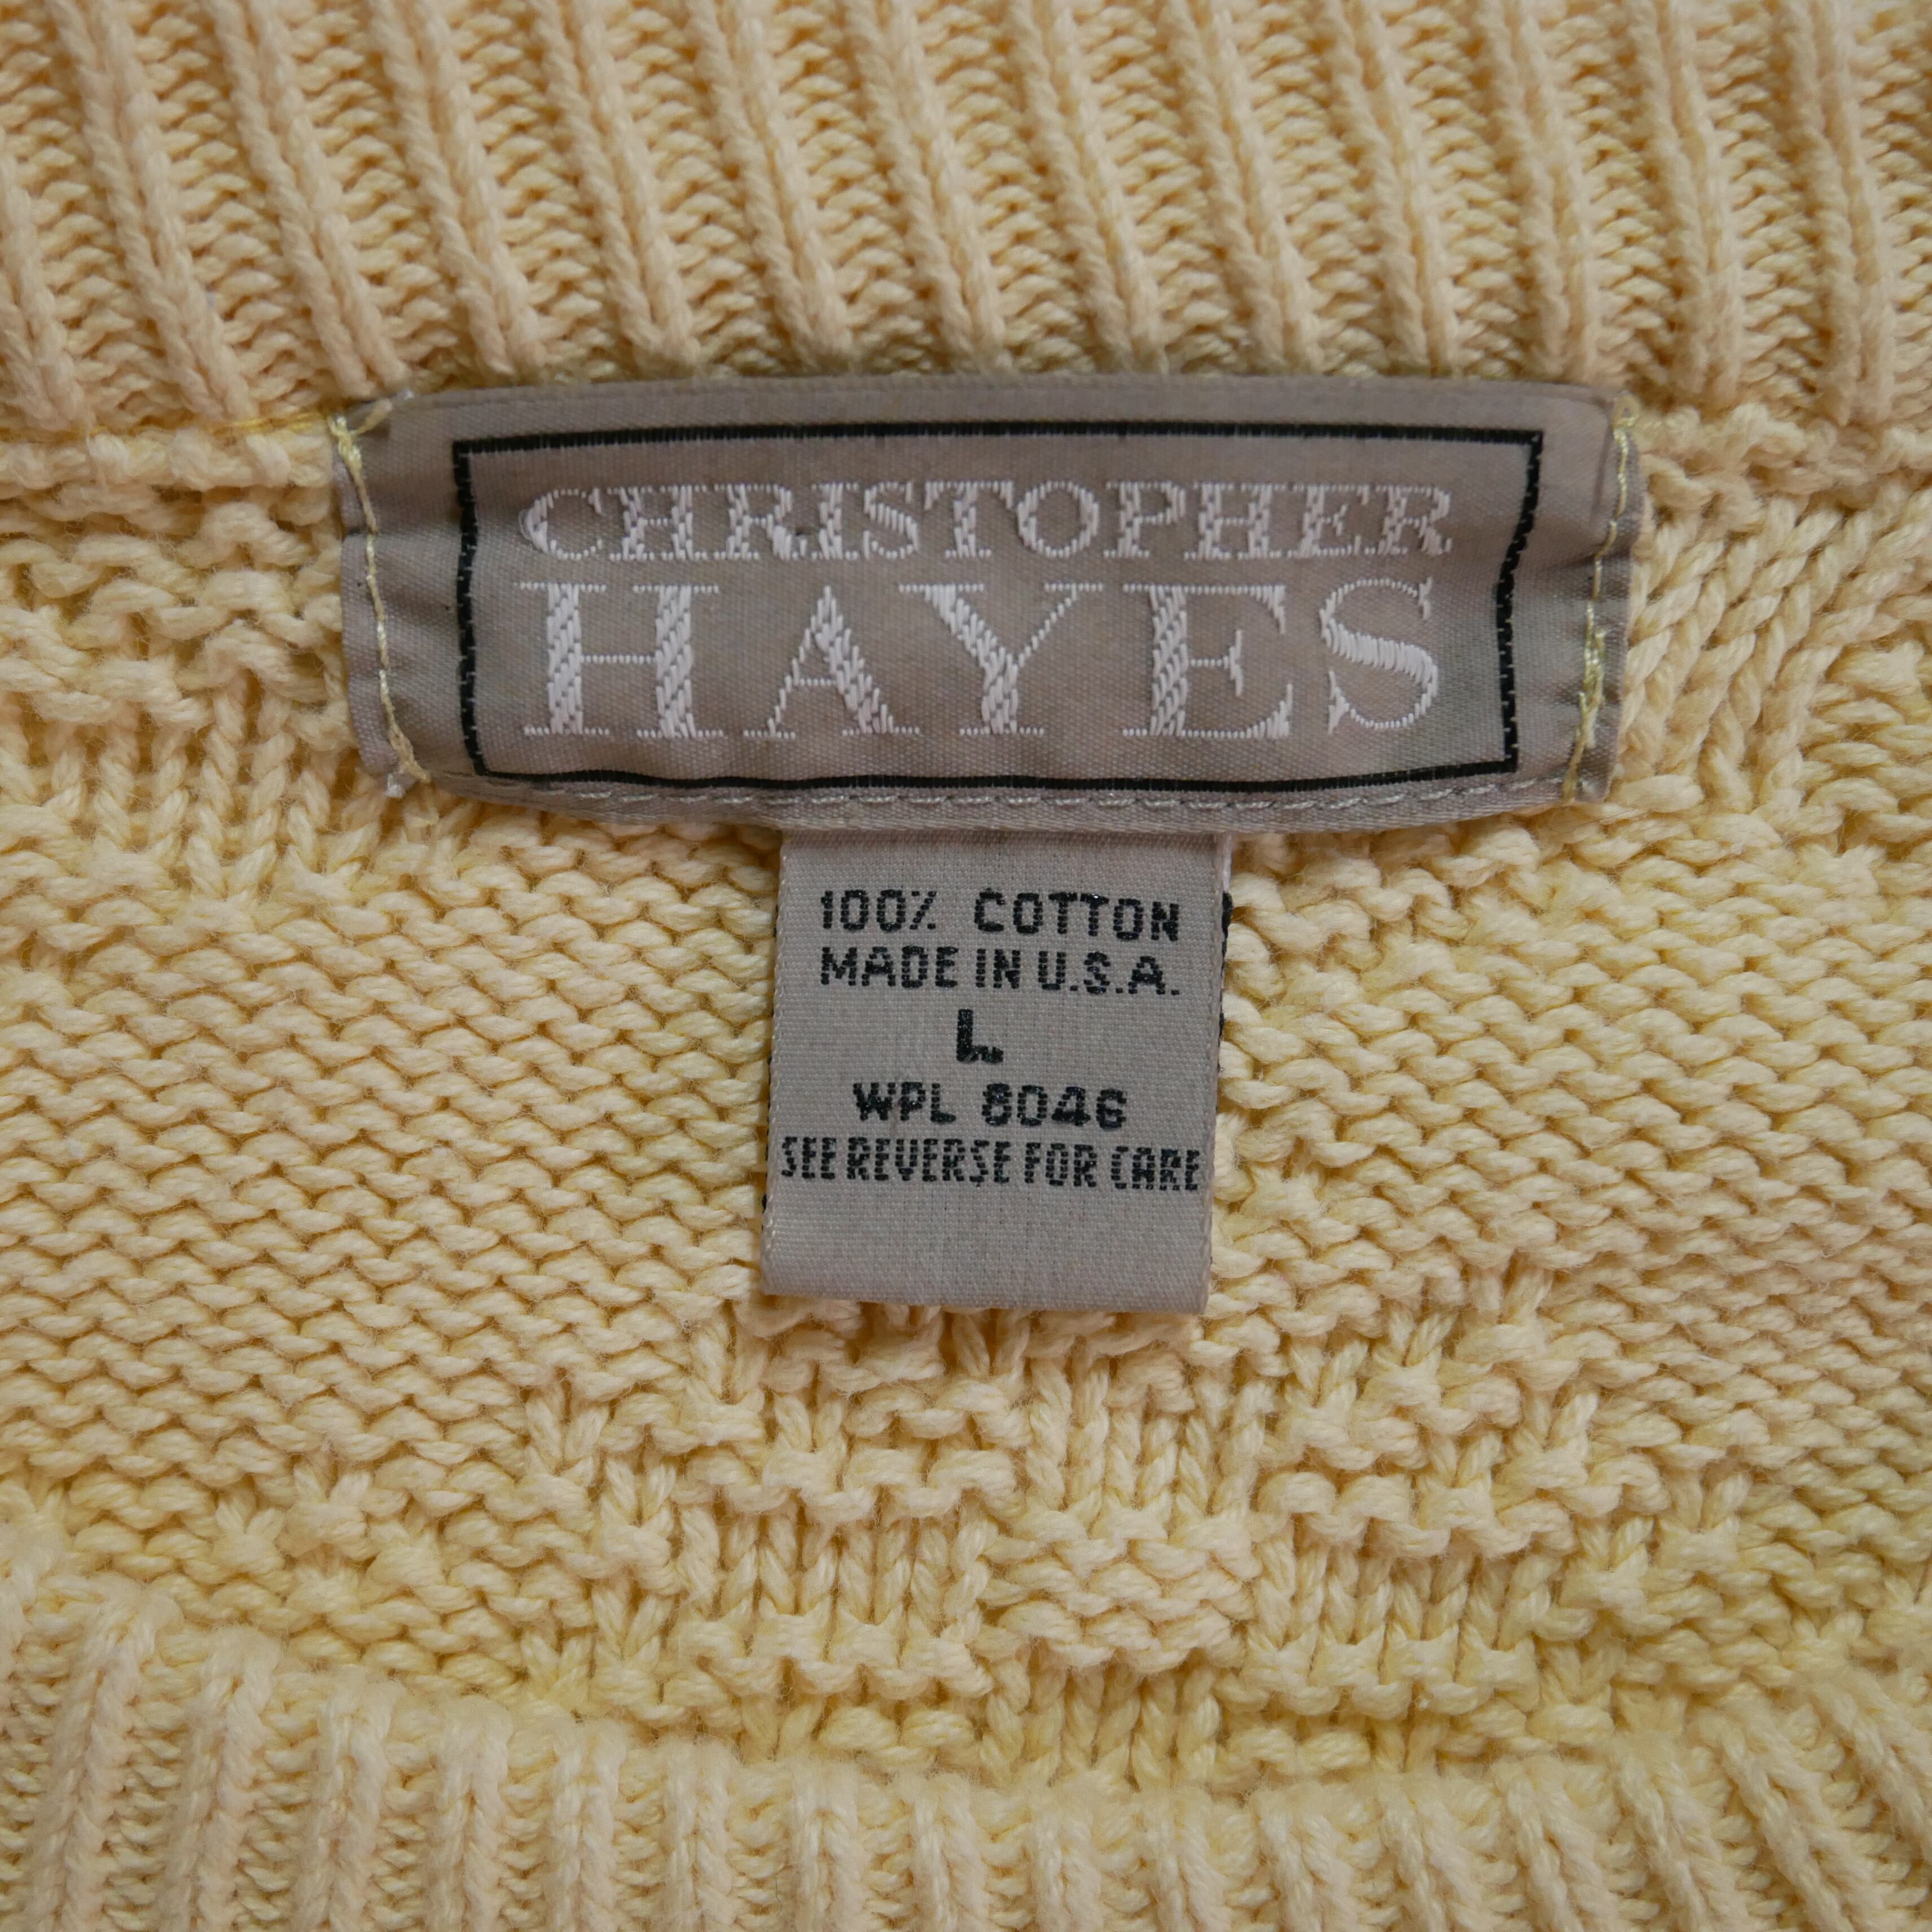 CHRISTOPHER
HAYES
100% COTTON
MADE IN U.S.A.
L
WPL 8046
SEE REVERSE FOR CARE